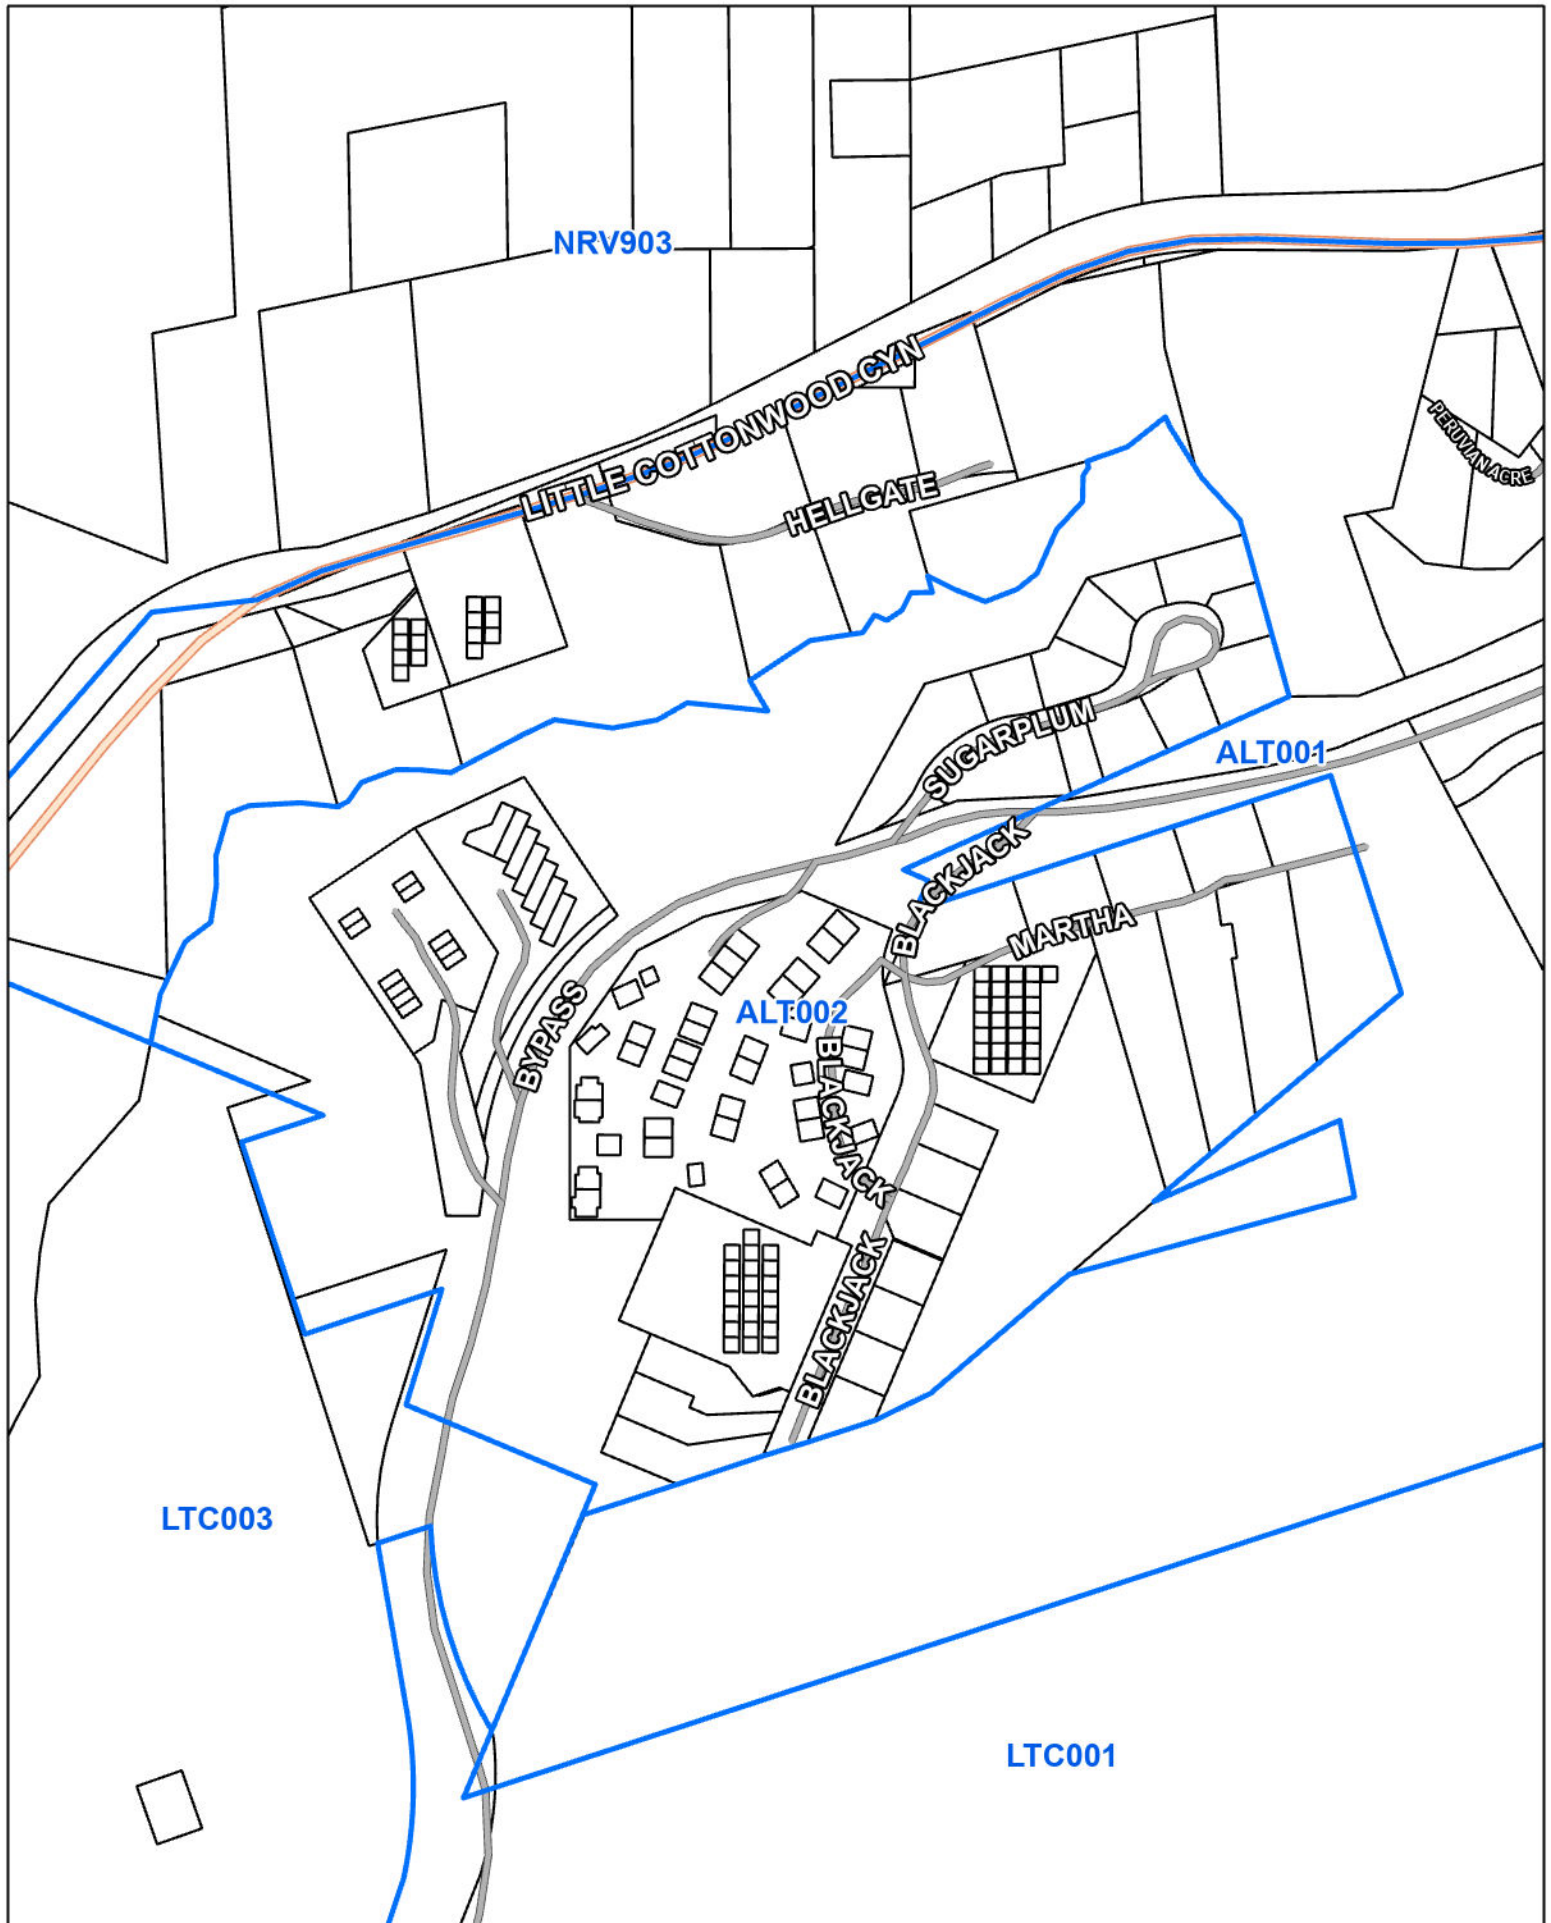 NRV903
LITTLE COTTONWOOD CYN
PERUVIAN ACRE
HELLGATE
SUGARPLUM
ALT001
BLACKJACK
MARTHA
ALT002
BYPASS
BLACKJACK
BLACKJACK
LTC003
LTC001